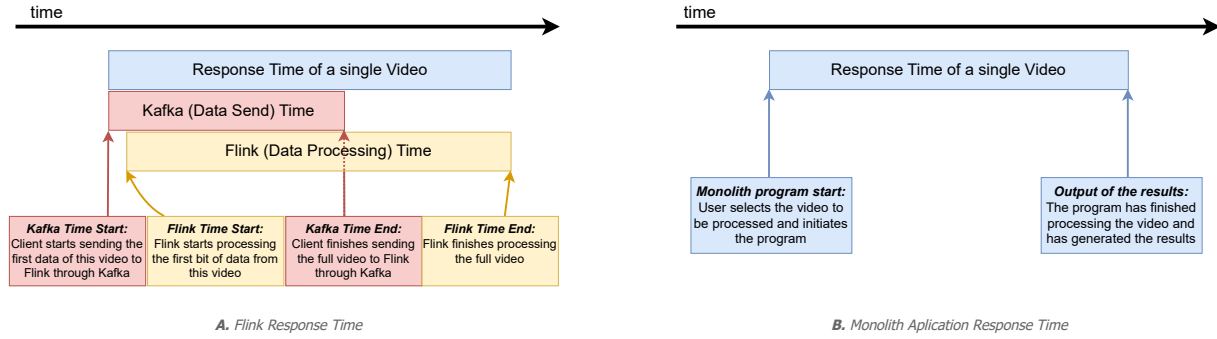 time
Response Time of a single Video
Kafka (Data Send) Time
Flink (Data Processing) Time
Kafka Time Start:
Client starts sending the
first data of this video to
Flink through Kafka
Flink Time Start:
Flink starts processing
the first bit of data from
this video
Kafka Time End:
Client finishes sending
the full video to Flink
through Kafka
Flink Time End:
Flink finishes processing
the full video
A. Flink Response Time
time
Response Time of a single Video
Monolith program start:
User selects the video to
be processed and initiates
the program
Output of the results:
The program has finished
processing the video and
has generated the results
B. Monolith Aplication Response Time